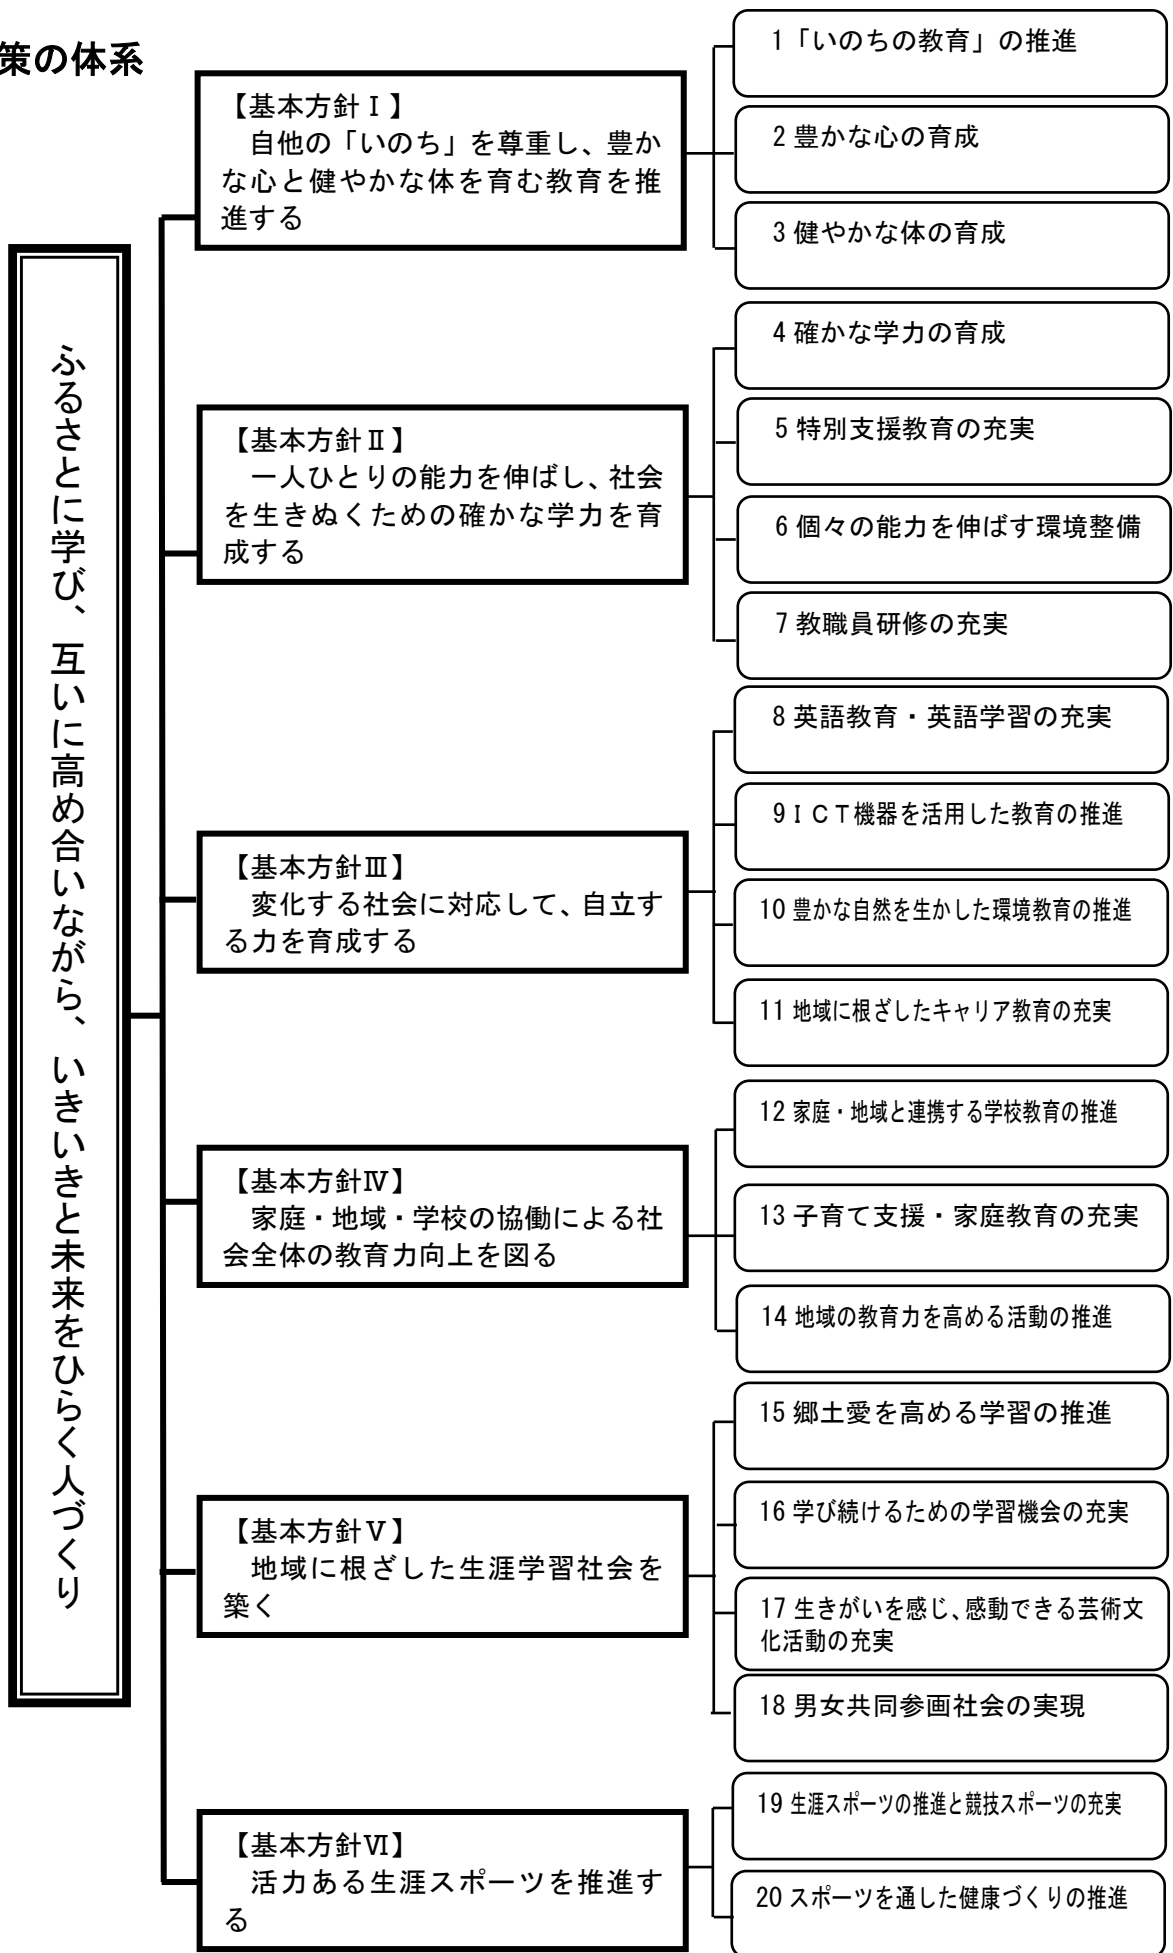 策の体系
ふるさとに学び、互いに高め合いながら、いきいきと未来をひらく人づくり
【基本方針Ⅰ】
自他の「いのち」を尊重し、豊か
な心と健やかな体を育む教育を推
進する
1「いのちの教育」の推進
2 豊かな心の育成
3 健やかな体の育成
【基本方針Ⅱ】
一人ひとりの能力を伸ばし、社会
を生きぬくための確かな学力を育
成する
4 確かな学力の育成
5 特別支援教育の充実
6 個々の能力を伸ばす環境整備
7 教職員研修の充実
【基本方針Ⅲ】
変化する社会に対応して、自立す
る力を育成する
8 英語教育・英語学習の充実
9 ＩＣＴ機器を活用した教育の推進
10 豊かな自然を生かした環境教育の推進
11 地域に根ざしたキャリア教育の充実
【基本方針Ⅳ】
家庭・地域・学校の協働による社
会全体の教育力向上を図る
12 家庭・地域と連携する学校教育の推進
13 子育て支援・家庭教育の充実
14 地域の教育力を高める活動の推進
【基本方針Ⅴ】
地域に根ざした生涯学習社会を
築く
15 郷土愛を高める学習の推進
16 学び続けるための学習機会の充実
17 生きがいを感じ、感動できる芸術文
化活動の充実
18 男女共同参画社会の実現
【基本方針Ⅵ】
活力ある生涯スポーツを推進す
る
19 生涯スポーツの推進と競技スポーツの充実
20 スポーツを通した健康づくりの推進